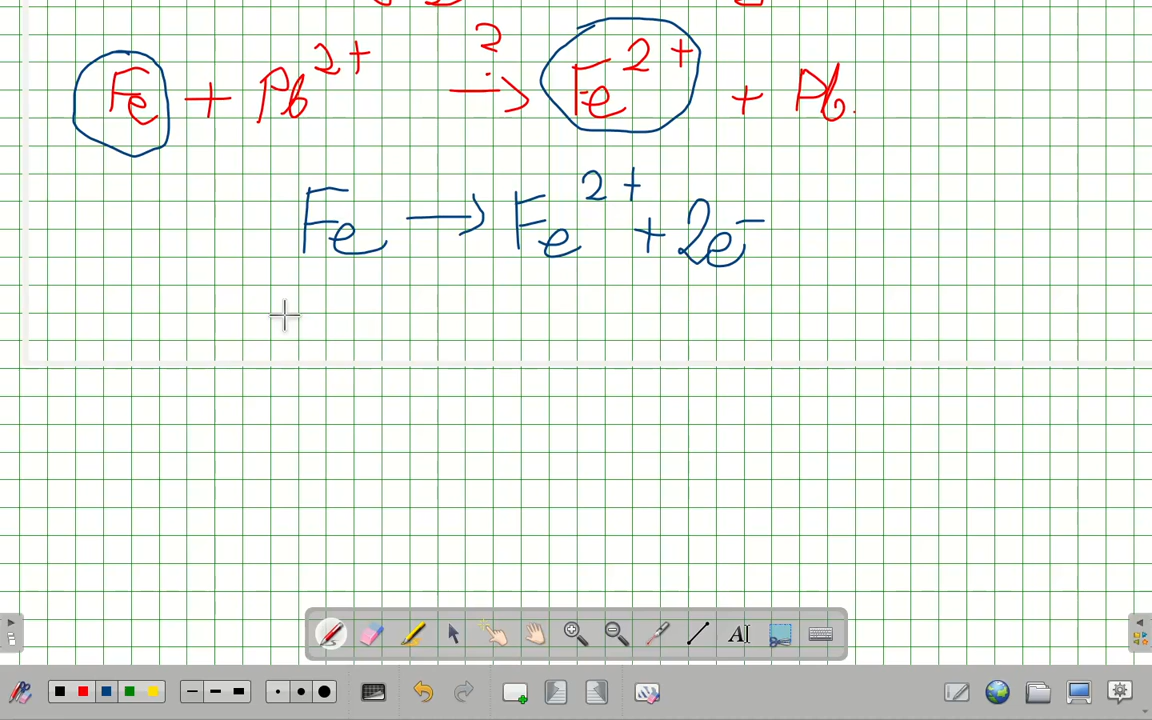 Fe + Pb²⁺ →? Fe²⁺ + Pb.
Fe → Fe²⁺ + 2e⁻